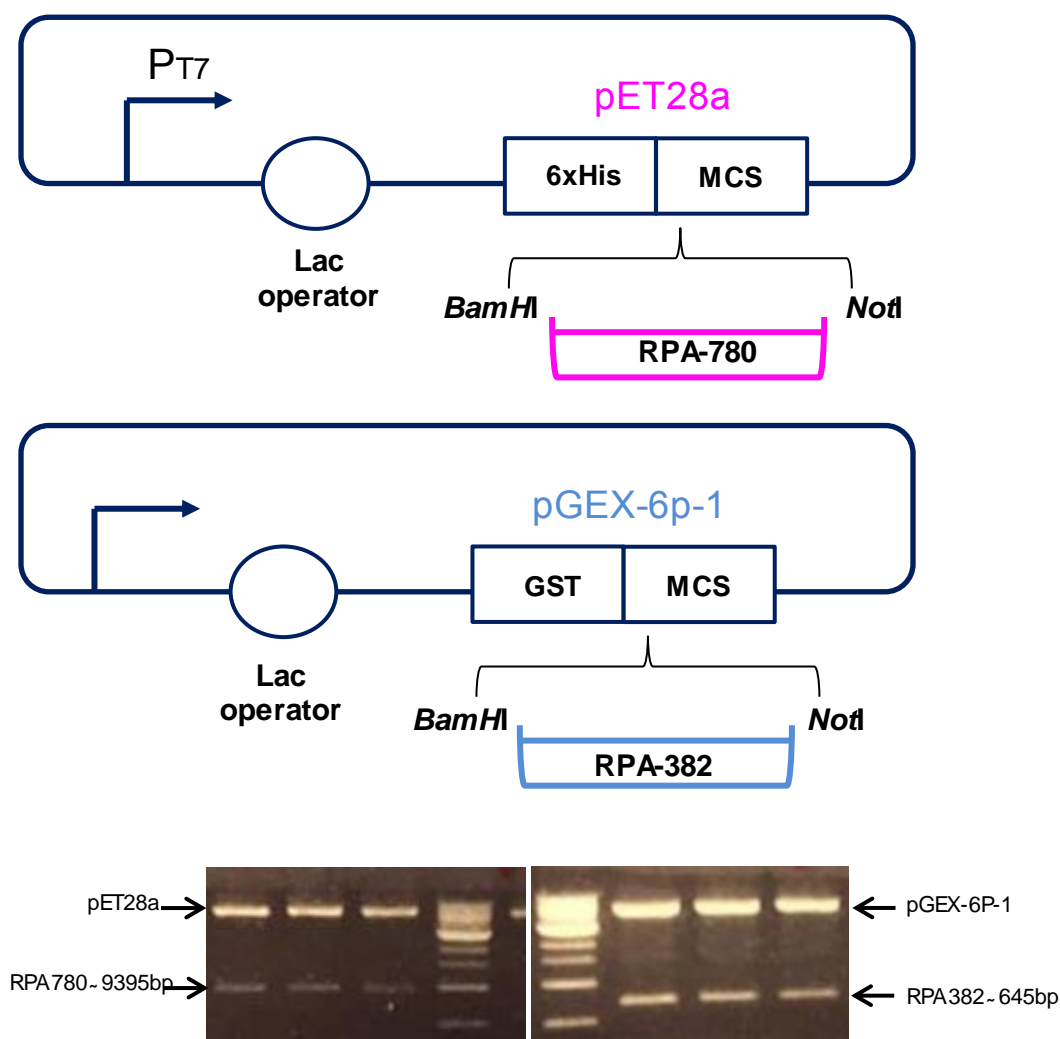 PT7
pET28a
6xHis MCS
Lac
operator
BamHI NotI
RPA-780
pGEX-6p-1
GST MCS
Lac
operator
BamHI NotI
RPA-382
pET28a
pGEX-6P-1
RPA780~9395bp
RPA382~645bp